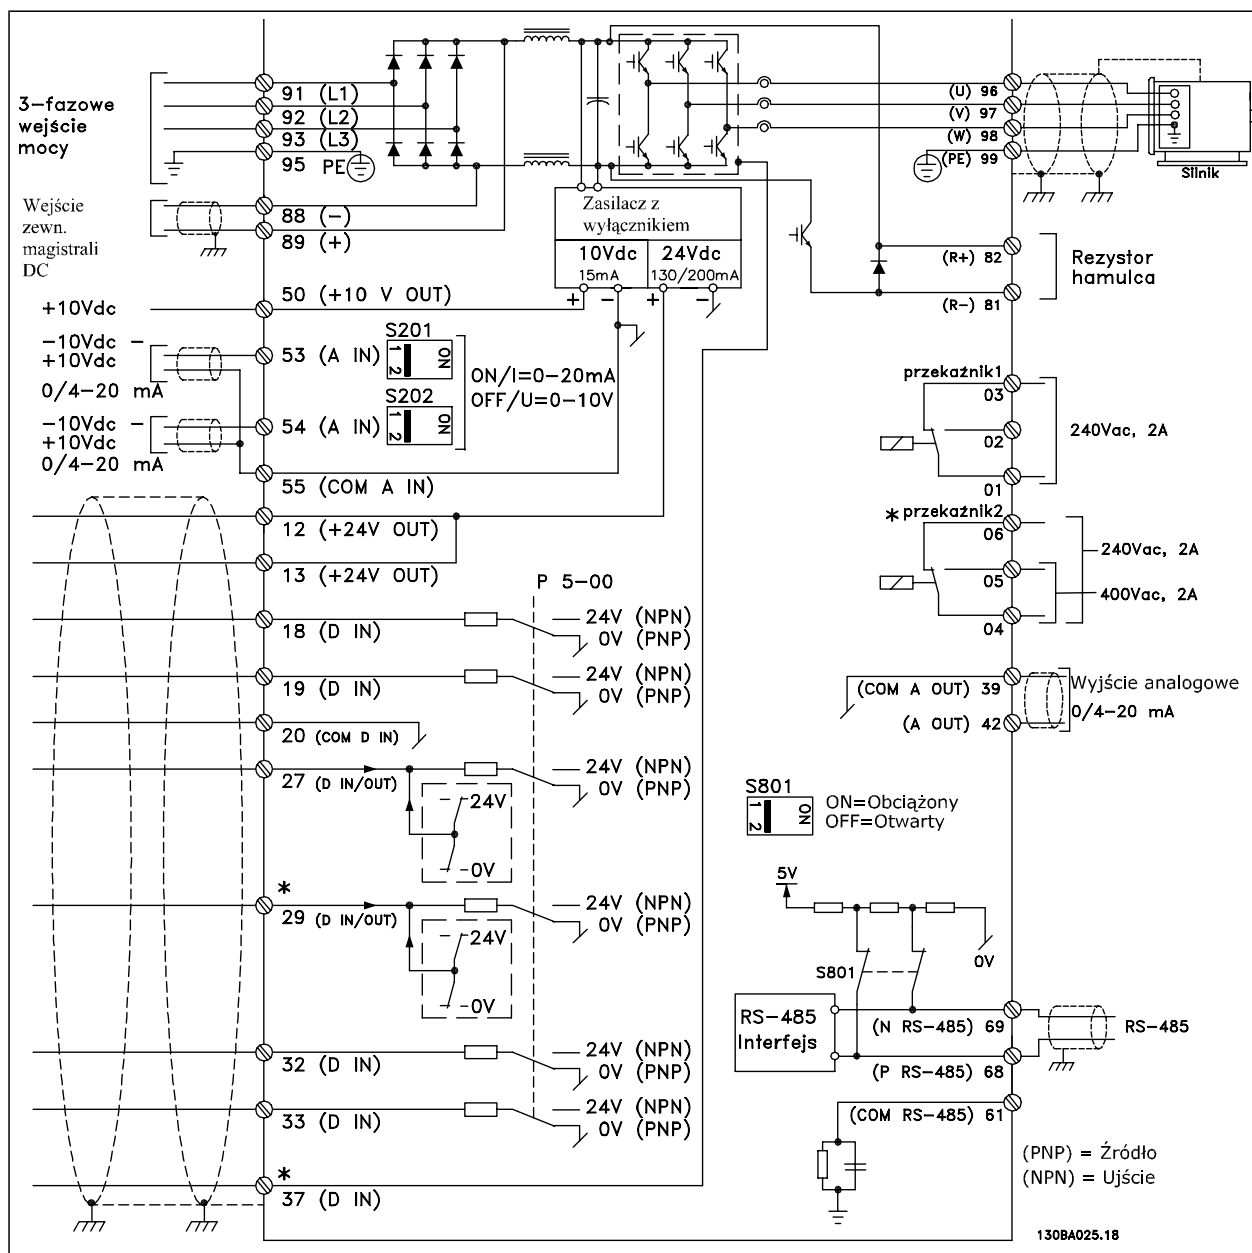 3-fazowe
wejście
mocy
91 (L1)
92 (L2)
93 (L3)
95 PE
Wejście
zewn.
magistrali
DC
88 (-)
89 (+)
Zasilacz z
wyłącznikiem
10Vdc
15mA
24Vdc
130/200mA
+ - + -
(U) 96
(V) 97
(W) 98
(PE) 99
Silnik
(R+) 82
(R-) 81
Rezystor
hamulca
+10Vdc
50 (+10 V OUT)
-10Vdc -
+10Vdc
0/4-20 mA
53 (A IN)
S201
1 2
ON
-10Vdc -
+10Vdc
0/4-20 mA
54 (A IN)
S202
1 2
ON
ON/I=0-20mA
OFF/U=0-10V
55 (COM A IN)
12 (+24V OUT)
13 (+24V OUT)
P 5-00
18 (D IN)
24V (NPN)
0V (PNP)
19 (D IN)
24V (NPN)
0V (PNP)
20 (COM D IN)
27 (D IN/OUT)
24V (NPN)
0V (PNP)
24V
0V
*
29 (D IN/OUT)
24V (NPN)
0V (PNP)
24V
0V
32 (D IN)
24V (NPN)
0V (PNP)
33 (D IN)
24V (NPN)
0V (PNP)
*
37 (D IN)
przekaźnik1
03
02
01
240Vac, 2A
* przekaźnik2
06
05
04
240Vac, 2A
400Vac, 2A
(COM A OUT) 39
(A OUT) 42
Wyjście analogowe
0/4-20 mA
S801
1 2
ON
ON=Obciążony
OFF=Otwarty
5V
S801
0V
RS-485
Interfejs
(N RS-485) 69
(P RS-485) 68
RS-485
(COM RS-485) 61
(PNP) = Źródło
(NPN) = Ujście
130BA025.18